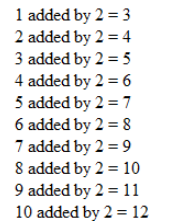 1 added by 2 = 3
2 added by 2 = 4
3 added by 2 = 5
4 added by 2 = 6
5 added by 2 = 7
6 added by 2 = 8
7 added by 2 = 9
8 added by 2 = 10
9 added by 2 = 11
10 added by 2 = 12